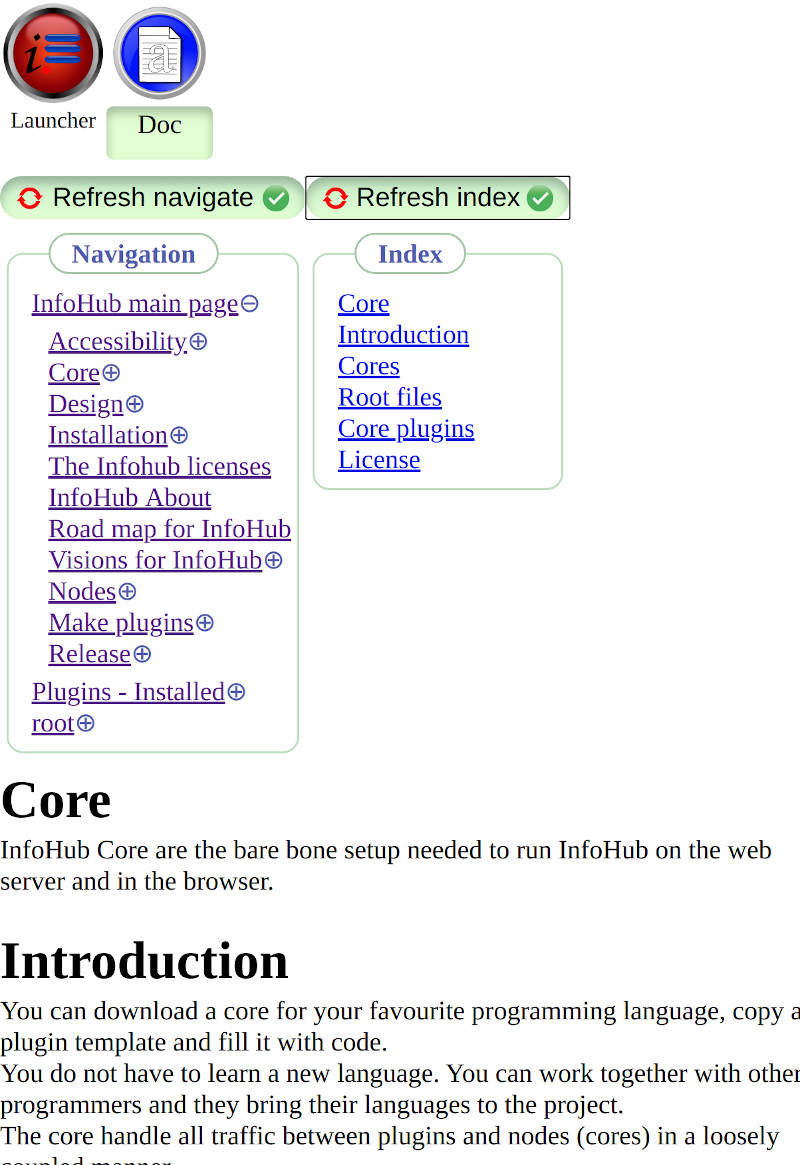 Launcher
Doc
Refresh navigate
Refresh index
Navigation
InfoHub main page
Accessibility
Core
Design
Installation
The Infohub licenses
InfoHub About
Road map for InfoHub
Visions for InfoHub
Nodes
Make plugins
Release
Plugins - Installed
root
Index
Core
Introduction
Cores
Root files
Core plugins
License
Core
InfoHub Core are the bare bone setup needed to run InfoHub on the web
server and in the browser.
Introduction
You can download a core for your favourite programming language, copy a
plugin template and fill it with code.
You do not have to learn a new language. You can work together with other
programmers and they bring their languages to the project.
The core handle all traffic between plugins and nodes (cores) in a loosely
coupled manner